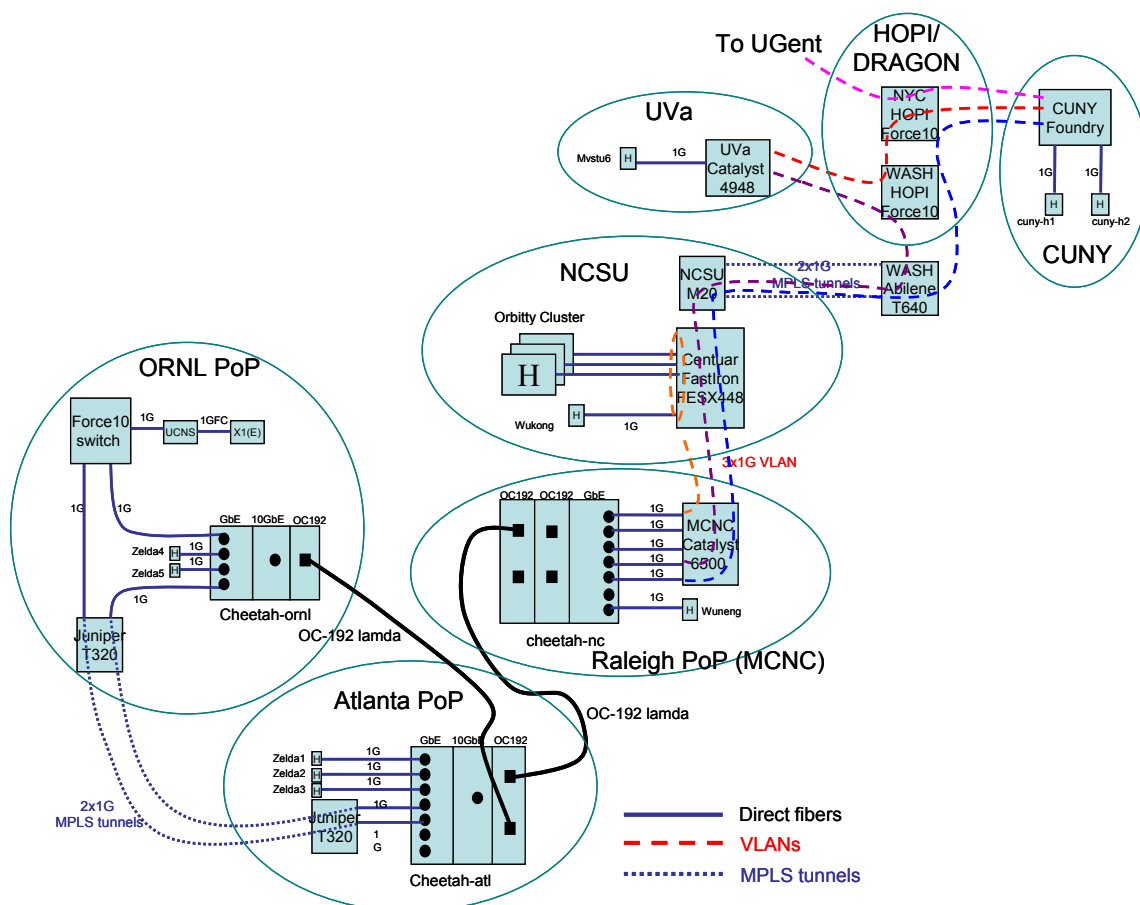 To UGent
HOPI/
DRAGON
NYC
HOPI
Force10
CUNY
Foundry
1G
1G
H
H
cuny-h1
cuny-h2
CUNY
UVa
Mvstu6
H
1G
UVa
Catalyst
4948
WASH
HOPI
Force10
NCSU
NCSU
M20
2x1G
MPLS tunnels
WASH
Abilene
T640
Orbitty Cluster
H
Centuar
FastIron
FESX448
H
Wukong
1G
3x1G VLAN
ORNL PoP
Force10
switch
1G
UCNS
1GFC
X1(E)
1G
1G
GbE
10GbE
OC192
Zelda4
H
1G
Zelda5
H
1G
1G
Cheetah-ornl
Juniper
T320
OC-192 lamda
OC192
OC192
GbE
1G
1G
1G
1G
1G
MCNC
Catalyst
6500
1G
H
Wuneng
cheetah-nc
Raleigh PoP (MCNC)
OC-192 lamda
Atlanta PoP
GbE
10GbE
OC192
Zelda1
H
1G
Zelda2
H
1G
Zelda3
H
1G
Juniper
T320
1G
1
G
Cheetah-atl
2x1G
MPLS tunnels
Direct fibers
VLANs
MPLS tunnels